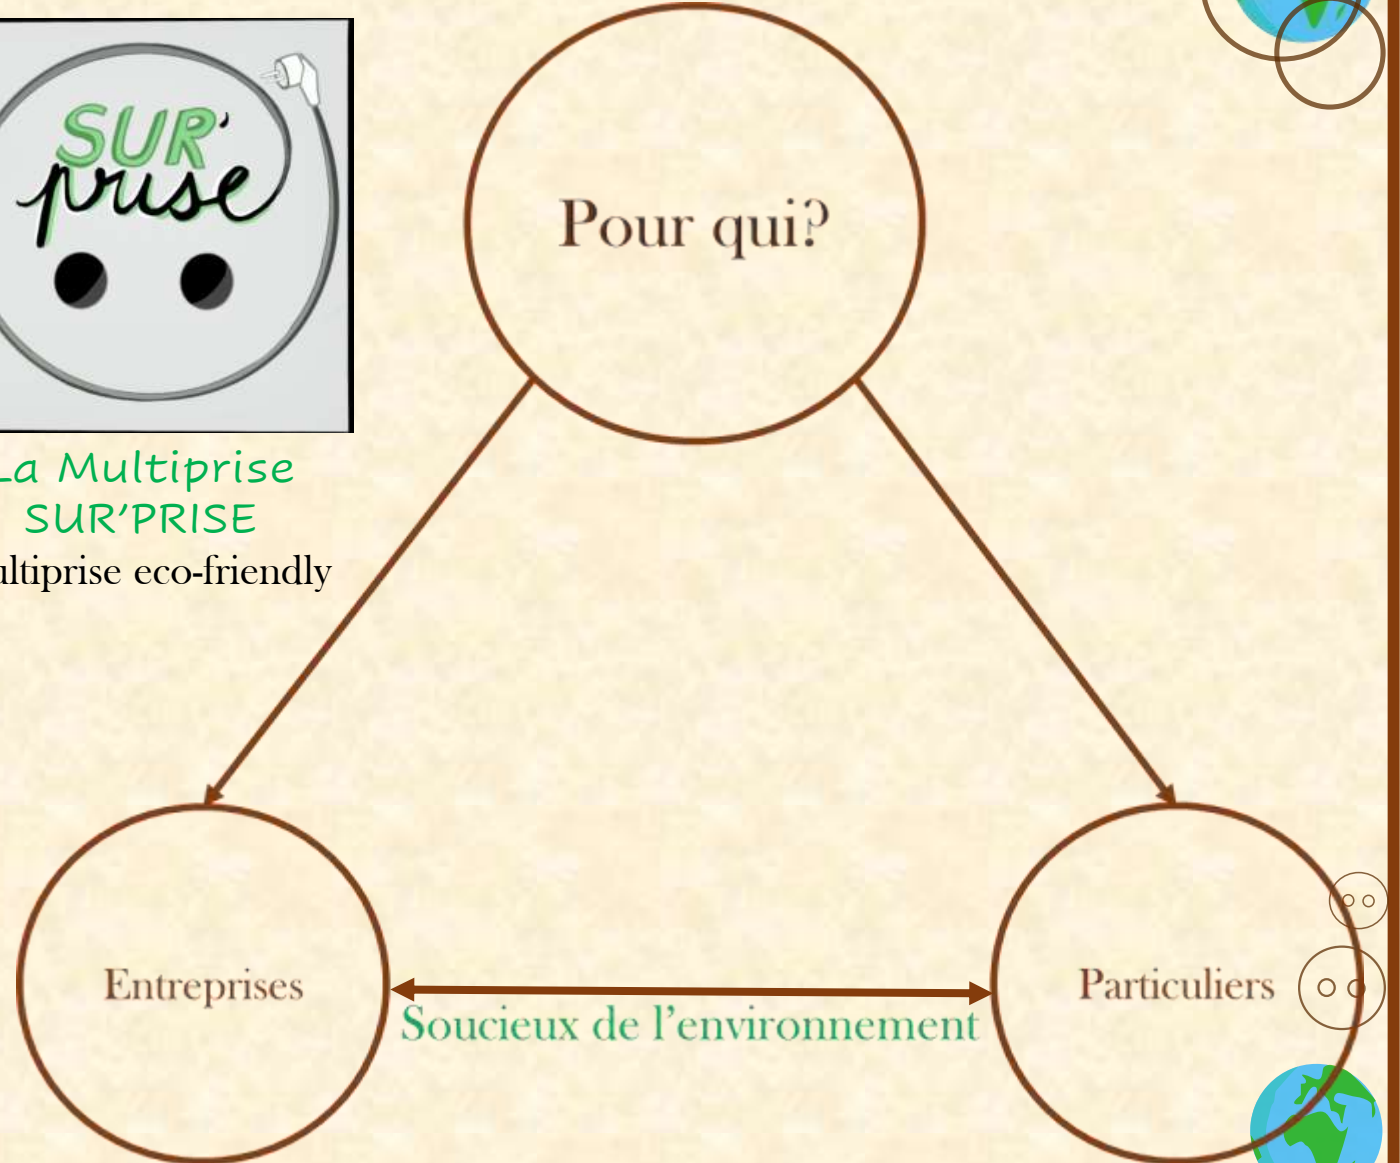 SUR'
prise
La Multiprise
SUR'PRISE
ultiprise eco-friendly
Pour qui?
Entreprises
Soucieux de l'environnement
Particuliers